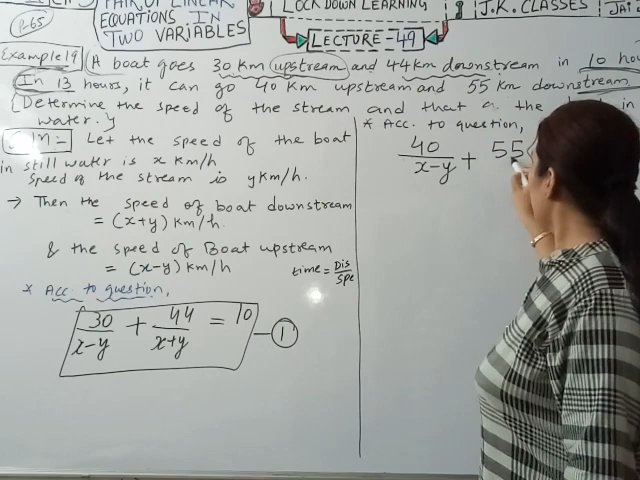 PAIR OF LINEAR
EQUATIONS IN
TWO VARIABLES
LOCK DOWN LEARNING
J.K. CLASSES
LECTURE - 49
P-65
Example 19 A boat goes 30 Km upstream and 44 km downstream in 10 hou
In 13 hours, it can go 40 Km upstream and 55 Km downstream
Determine the speed of the stream and that in
water.
Let the speed of the boat
in still water is x Km/h
Speed of the stream is y Km/h.
→ Then the speed of boat downstream
= (x+y) Km/h.
& the speed of Boat upstream
= (x-y) Km/h
time = Dis/Spe
* Acc. to question,
30/x-y + 44/x+y = 10 — ①
* Acc. to question,
40/x-y + 55